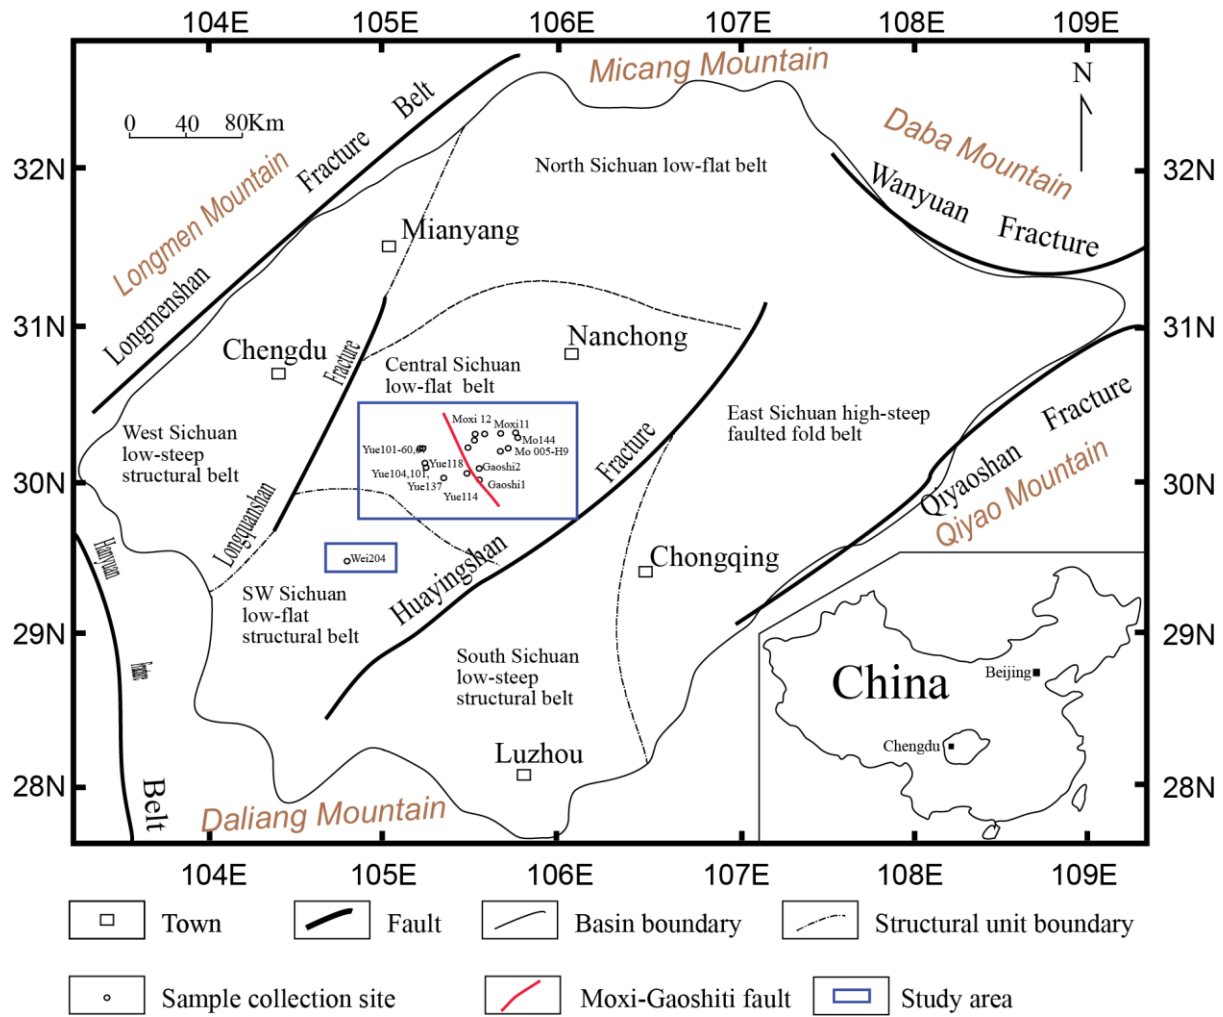 104E 105E 106E 107E 108E 109E
Micang Mountain
N
0 40 80Km
Belt
Fracture
Longmenshan
Longmen Mountain
Daba Mountain
Wanyuan Fracture
32N
32N
North Sichuan low-flat belt
Mianyang
31N
31N
Chengdu
Nanchong
Fracture
Central Sichuan
low-flat belt
West Sichuan
low-steep
structural belt
East Sichuan high-steep
faulted fold belt
Moxi 12
Moxi11
Mo144
Mo 005-H9
Yue101-60,
Yue118
Yue104,101,
Yue137
Yue114
Gaoshi2
Gaoshi1
Fracture
Fracture
Qiyaoshan
Qiyao Mountain
30N
30N
Longquanshan
Hanyuan
Wei204
Huayingshan
Chongqing
SW Sichuan
low-flat
structural belt
29N
29N
South Sichuan
low-steep
structural belt
China
Beijing
Chengdu
Luzhou
28N
28N
Belt
Daliang Mountain
104E 105E 106E 107E 108E 109E
Town
Fault
Basin boundary
Structural unit boundary
Sample collection site
Moxi-Gaoshiti fault
Study area